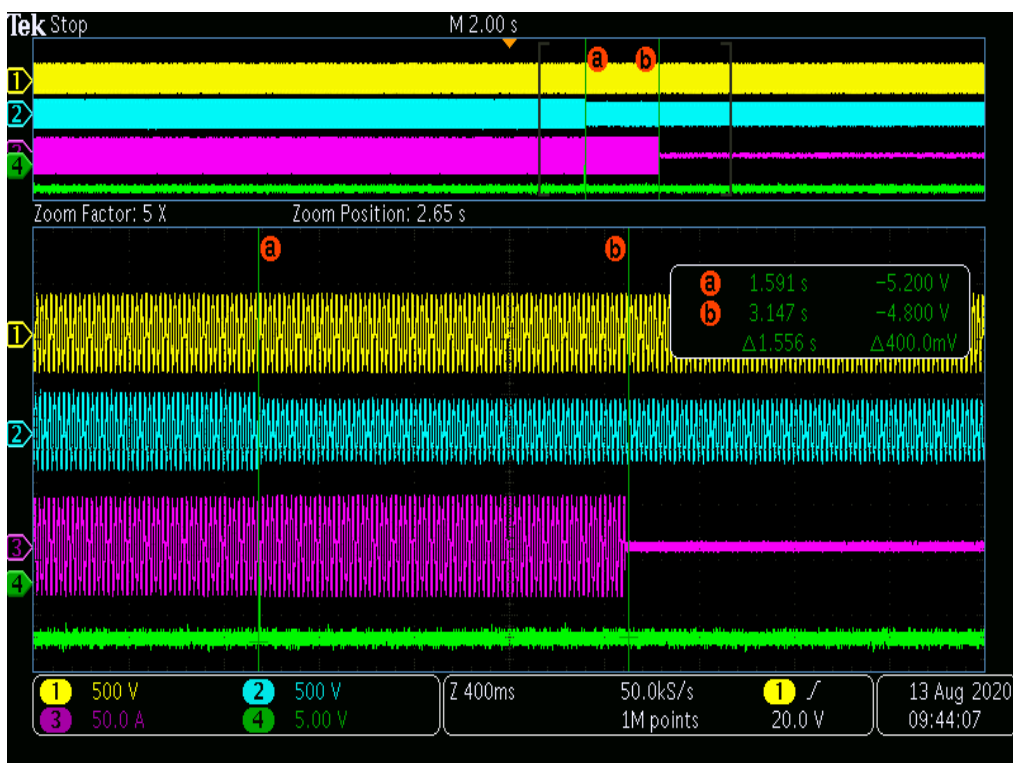 Tek Stop M 2.00 s
a b
1
2
3
4
Zoom Factor: 5 X Zoom Position: 2.65 s
a b
a 1.591 s -5.200 V
b 3.147 s -4.800 V
Δ1.556 s Δ400.0mV
1
2
3
4
1 500 V 2 500 V Z 400ms 50.0kS/s 1 13 Aug 2020
3 50.0 A 4 5.00 V 1M points 20.0 V 09:44:07